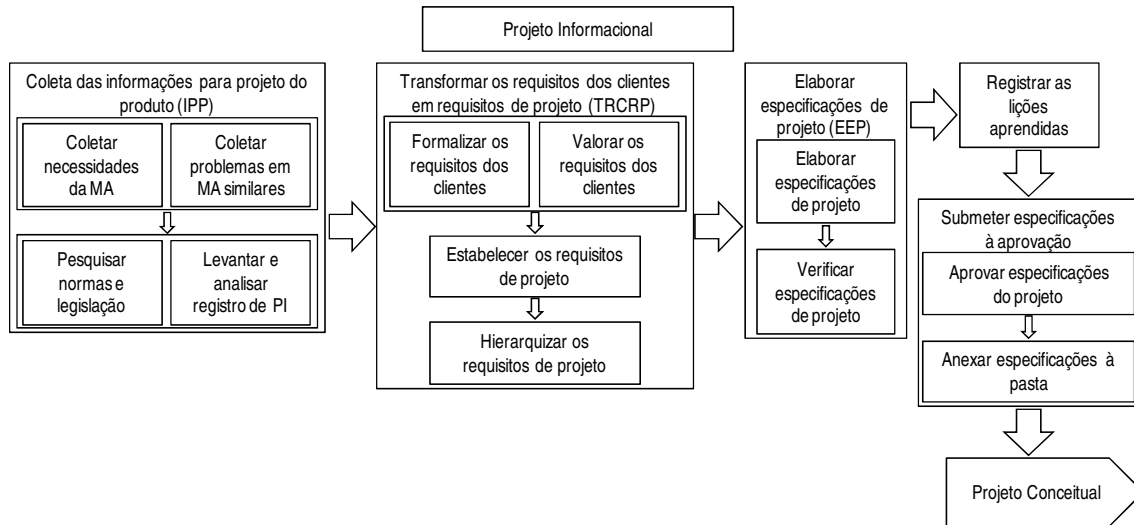 Projeto Informacional
Coleta das informações para projeto do
produto (IPP)
Coletar
necessidades
da MA
Coletar
problemas em
MA similares
Pesquisar
normas e
legislação
Levantar e
analisar
registro de PI
Transformar os requisitos dos clientes
em requisitos de projeto (TRCRP)
Formalizar os
requisitos dos
clientes
Valorar os
requisitos dos
clientes
Estabelecer os requisitos
de projeto
Hierarquizar os
requisitos de projeto
Elaborar
especificações de
projeto (EEP)
Elaborar
especificações
de projeto
Verificar
especificações
de projeto
Registrar as
lições
aprendidas
Submeter especificações
à aprovação
Aprovar especificações
do projeto
Anexar especificações à
pasta
Projeto Conceitual